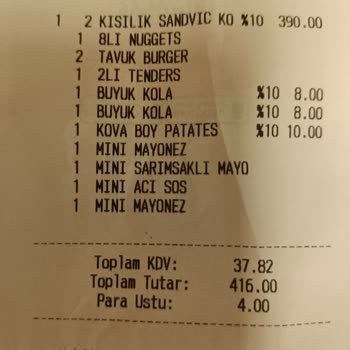 1 2 KISILIK SANDVIC KO %10 390.00
1 8LI NUGGETS
2 TAVUK BURGER
1 2LI TENDERS
1 BUYUK KOLA %10 8.00
1 BUYUK KOLA %10 8.00
1 KOVA BOY PATATES %10 10.00
1 MINI MAYONEZ
1 MINI SARIMSAKLI MAYO
1 MINI ACI SOS
1 MINI MAYONEZ
Toplam KDV: 37.82
Toplam Tutar: 416.00
Para Ustu: 4.00